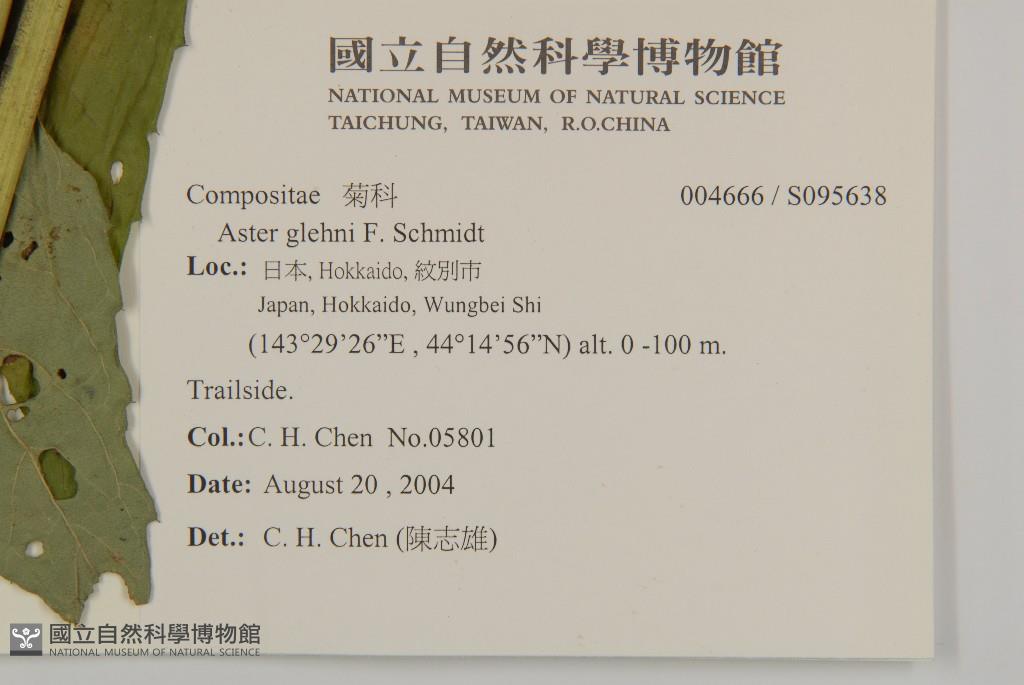 國立自然科學博物館
NATIONAL MUSEUM OF NATURAL SCIENCE
TAICHUNG, TAIWAN, R.O.CHINA
Compositae 菊科 004666 / S095638
Aster glehni F. Schmidt
Loc.: 日本, Hokkaido, 紋別市
Japan, Hokkaido, Wungbei Shi
(143°29’26”E , 44°14’56”N) alt. 0 -100 m.
Trailside.
Col.: C. H. Chen No.05801
Date: August 20 , 2004
Det.: C. H. Chen (陳志雄)
國立自然科學博物館
NATIONAL MUSEUM OF NATURAL SCIENCE